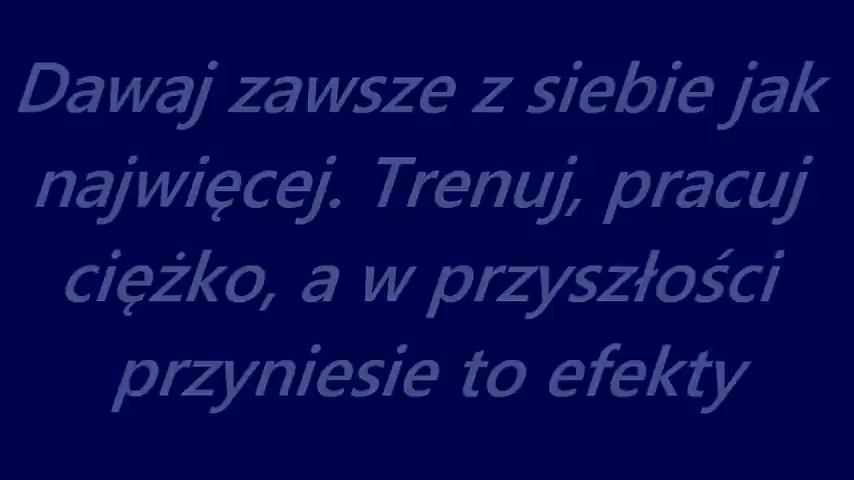 Dawaj zawsze z siebie jak
najwięcej. Trenuj, pracuj
ciężko, a w przyszłości
przyniesie to efekty